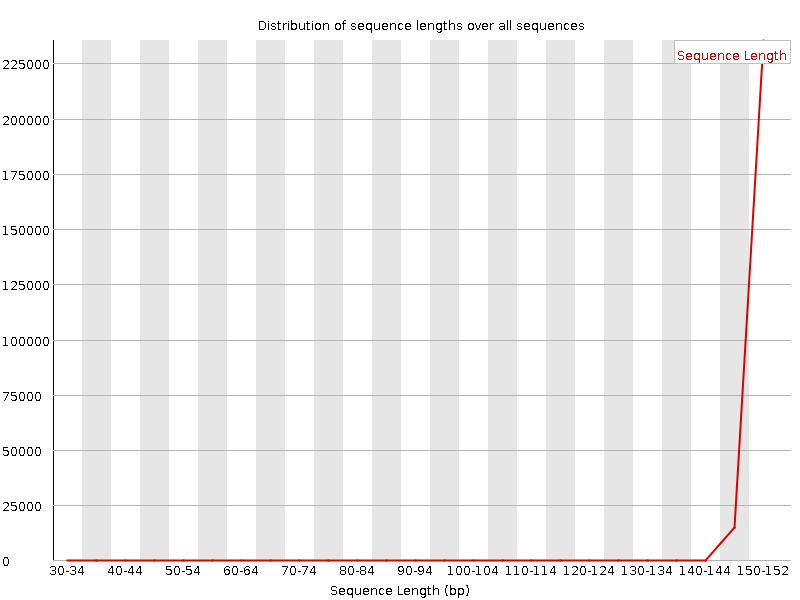 Distribution of sequence lengths over all sequences
Sequence Length
225000
200000
175000
150000
125000
100000
75000
50000
25000
0
30-34 40-44 50-54 60-64 70-74 80-84 90-94 100-104 110-114 120-124 130-134 140-144 150-152
Sequence Length (bp)